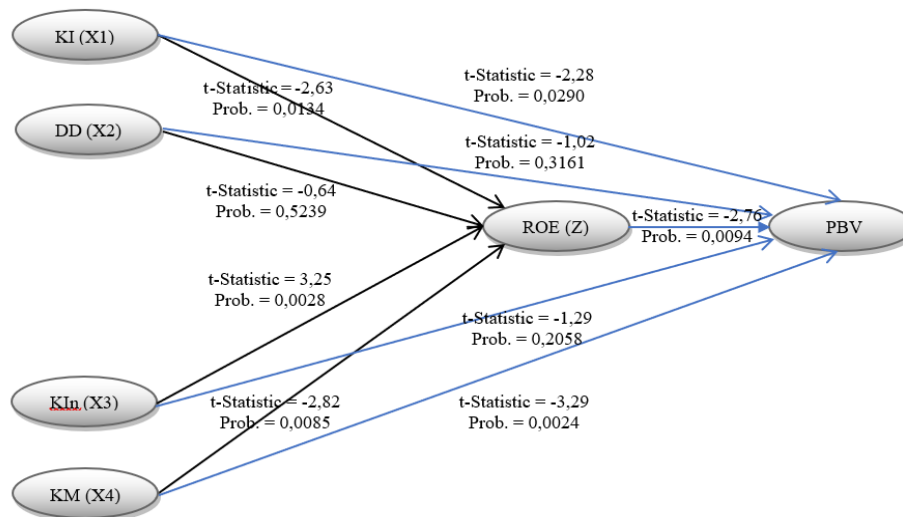 KI (X1)
t-Statistic = -2,63
Prob. = 0,0134
t-Statistic = -2,28
Prob. = 0,0290
DD (X2)
t-Statistic = -1,02
Prob. = 0,3161
t-Statistic = -0,64
Prob. = 0,5239
ROE (Z)
t-Statistic = -2,76
Prob. = 0,0094
PBV
t-Statistic = 3,25
Prob. = 0,0028
t-Statistic = -1,29
Prob. = 0,2058
KIn (X3)
t-Statistic = -2,82
Prob. = 0,0085
t-Statistic = -3,29
Prob. = 0,0024
KM (X4)